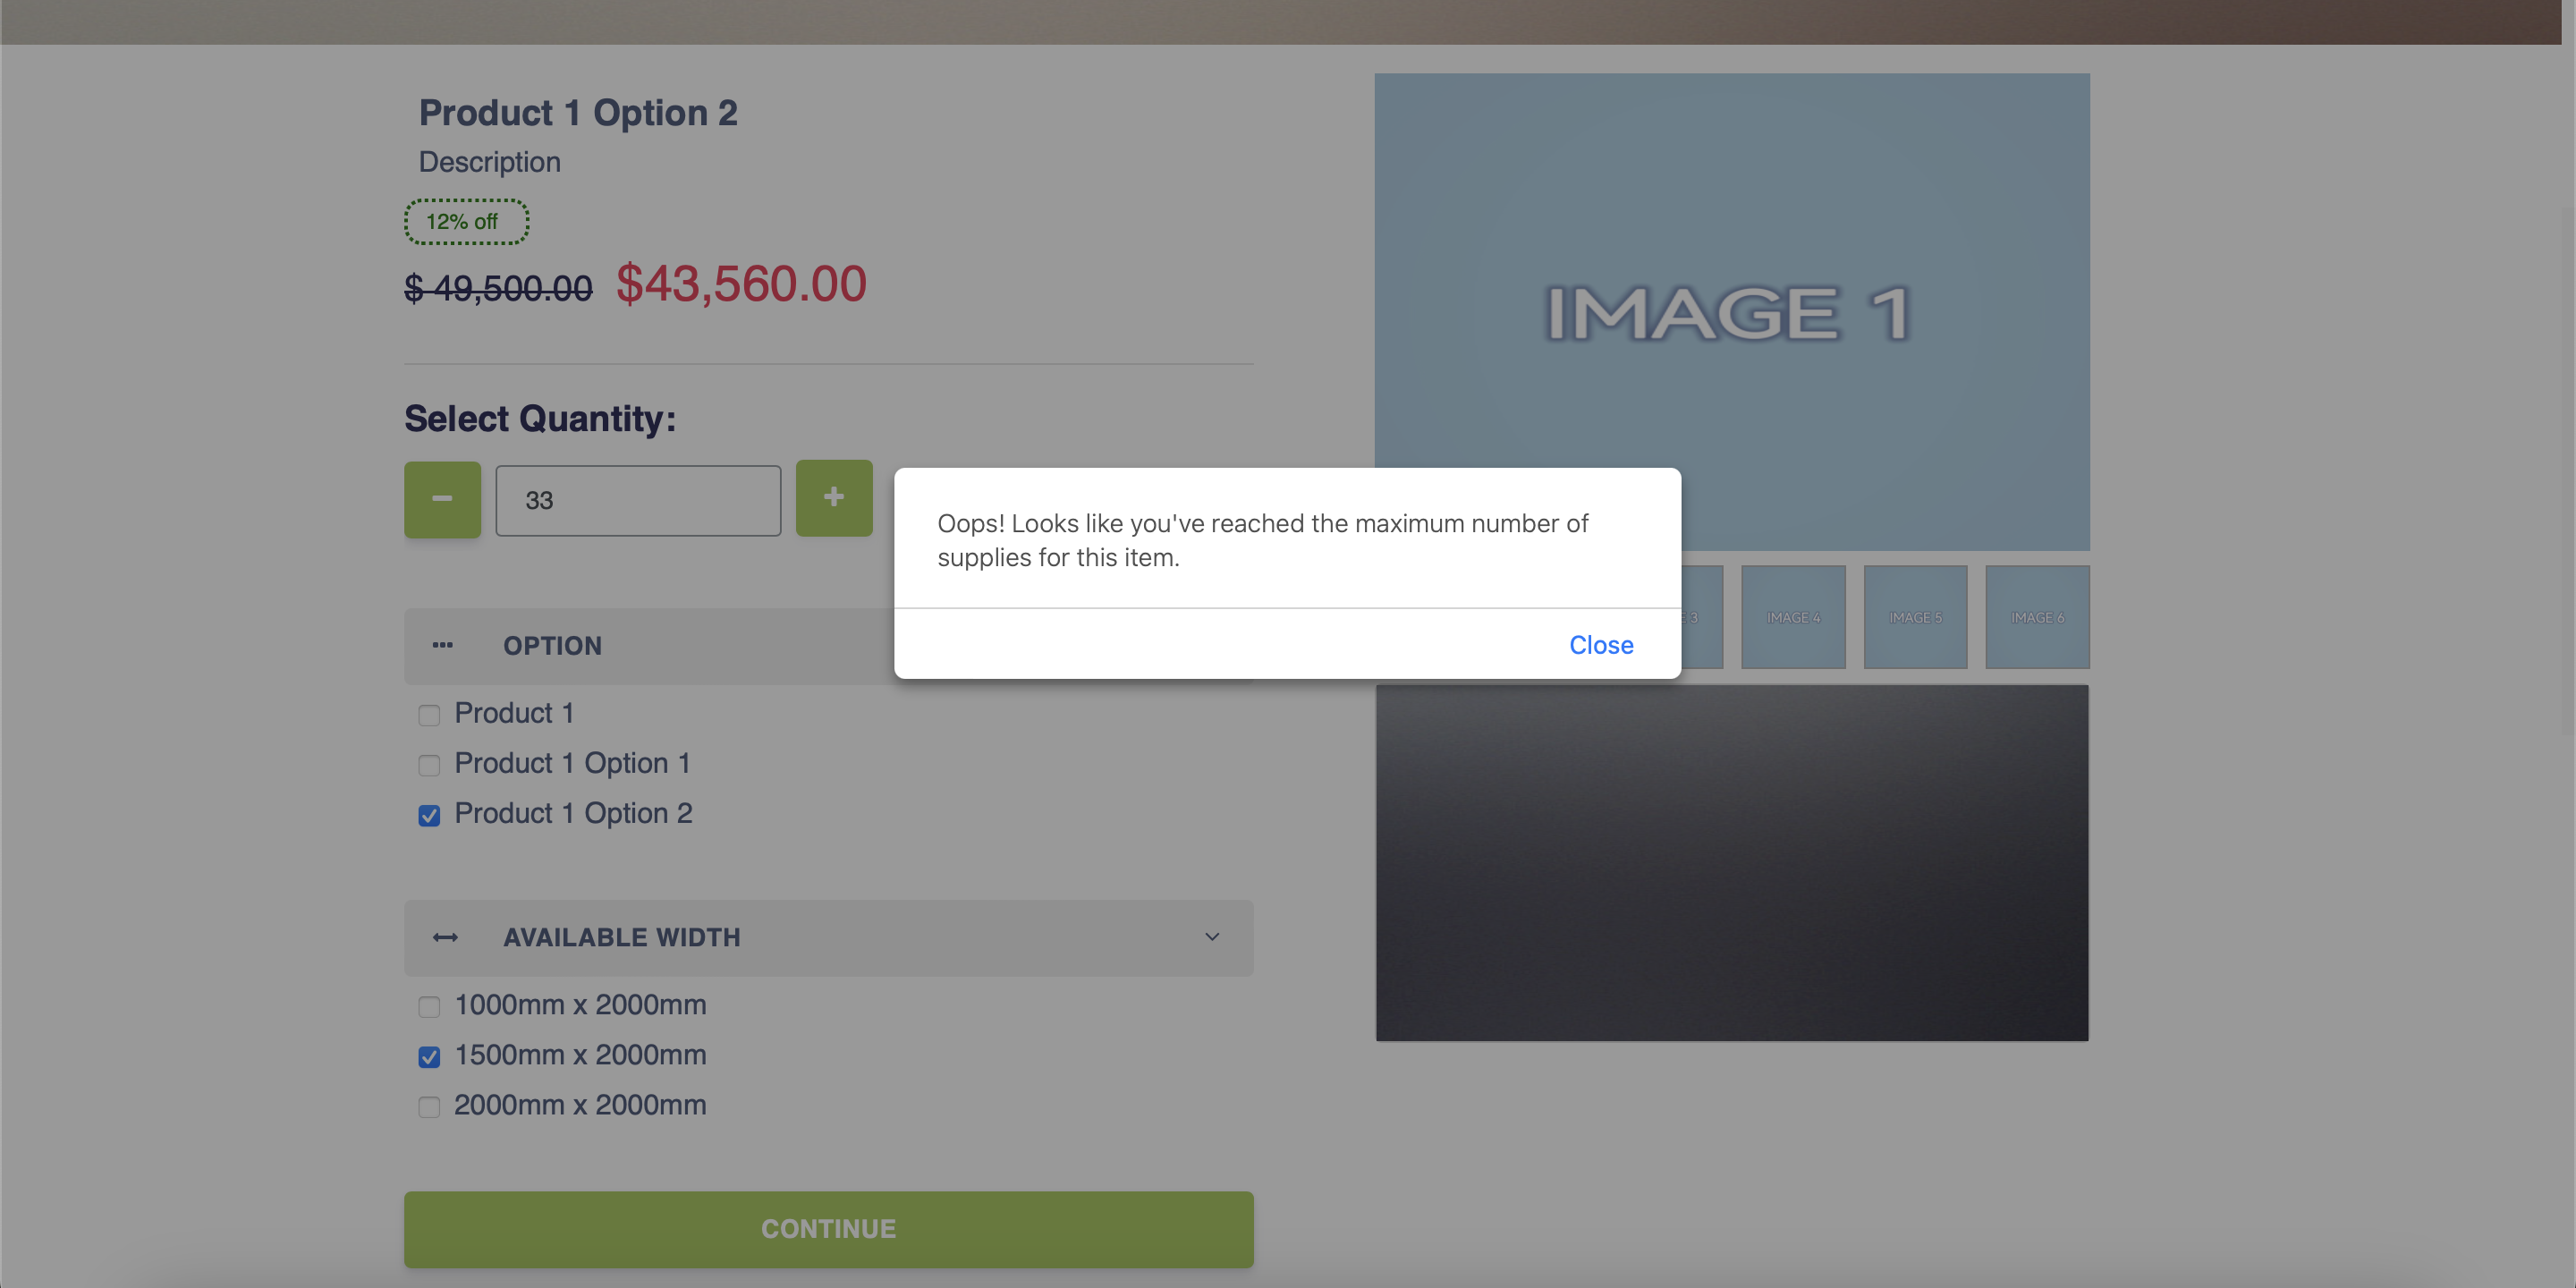 Product 1 Option 2
Description
12% off
$ 49,500.00 $43,560.00
Select Quantity:
33
Oops! Looks like you've reached the maximum number of
supplies for this item.
Close
OPTION
Product 1
Product 1 Option 1
Product 1 Option 2
AVAILABLE WIDTH
1000mm x 2000mm
1500mm x 2000mm
2000mm x 2000mm
CONTINUE
IMAGE 1
3
IMAGE 4
IMAGE 5
IMAGE 6